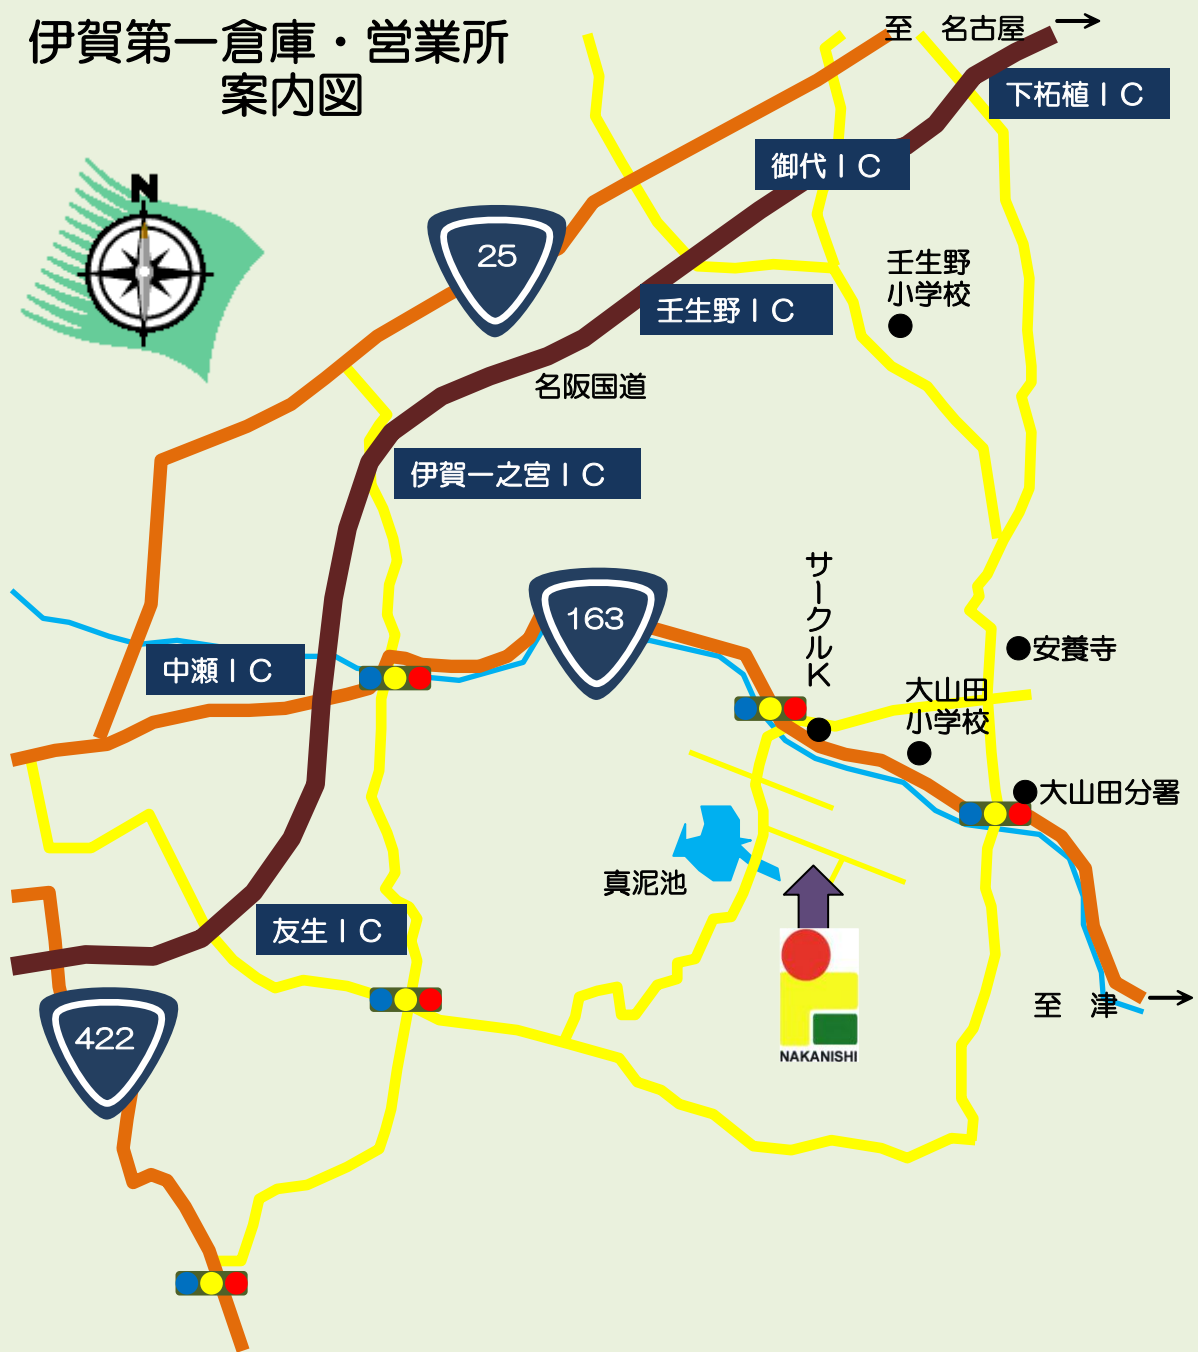 伊賀第一倉庫・営業所
案内図
至　名古屋
下柘植ＩＣ
御代ＩＣ
N
25
壬生野
小学校
壬生野ＩＣ
名阪国道
伊賀一之宮ＩＣ
サークルK
163
安養寺
中瀬ＩＣ
大山田
小学校
大山田分署
真泥池
友生ＩＣ
至　津
422
NAKANISHI